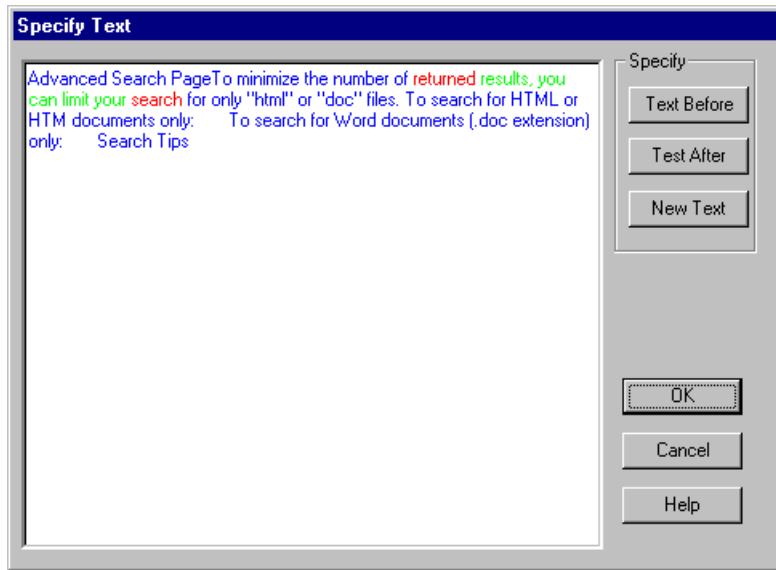 Specify Text
Advanced Search PageTo minimize the number of returned results, you
can limit your search for only "html" or "doc" files. To search for HTML or
HTM documents only: To search for Word documents (.doc extension)
only: Search Tips
Specify
Text Before
Test After
New Text
OK
Cancel
Help